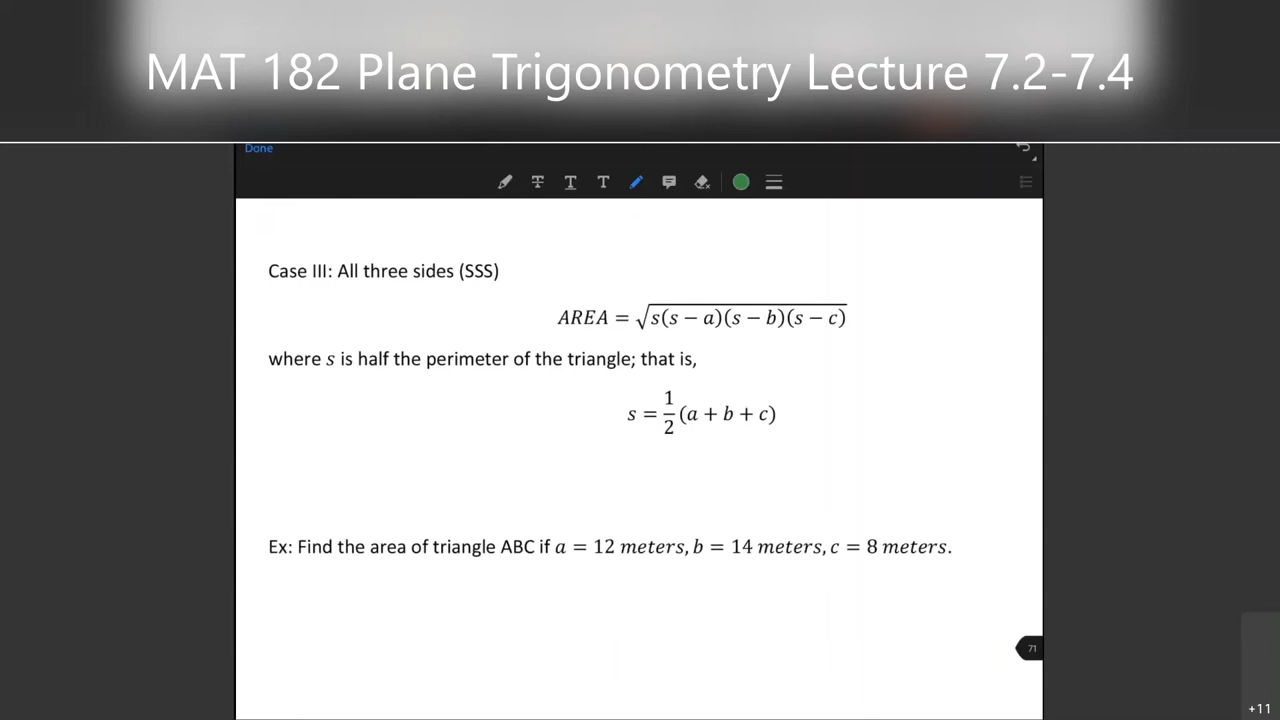 MAT 182 Plane Trigonometry Lecture 7.2-7.4
Done
Case III: All three sides (SSS)
AREA = √s(s − a)(s − b)(s − c)
where s is half the perimeter of the triangle; that is,
s = 1/2 (a + b + c)
Ex: Find the area of triangle ABC if a = 12 meters, b = 14 meters, c = 8 meters.
71
+11